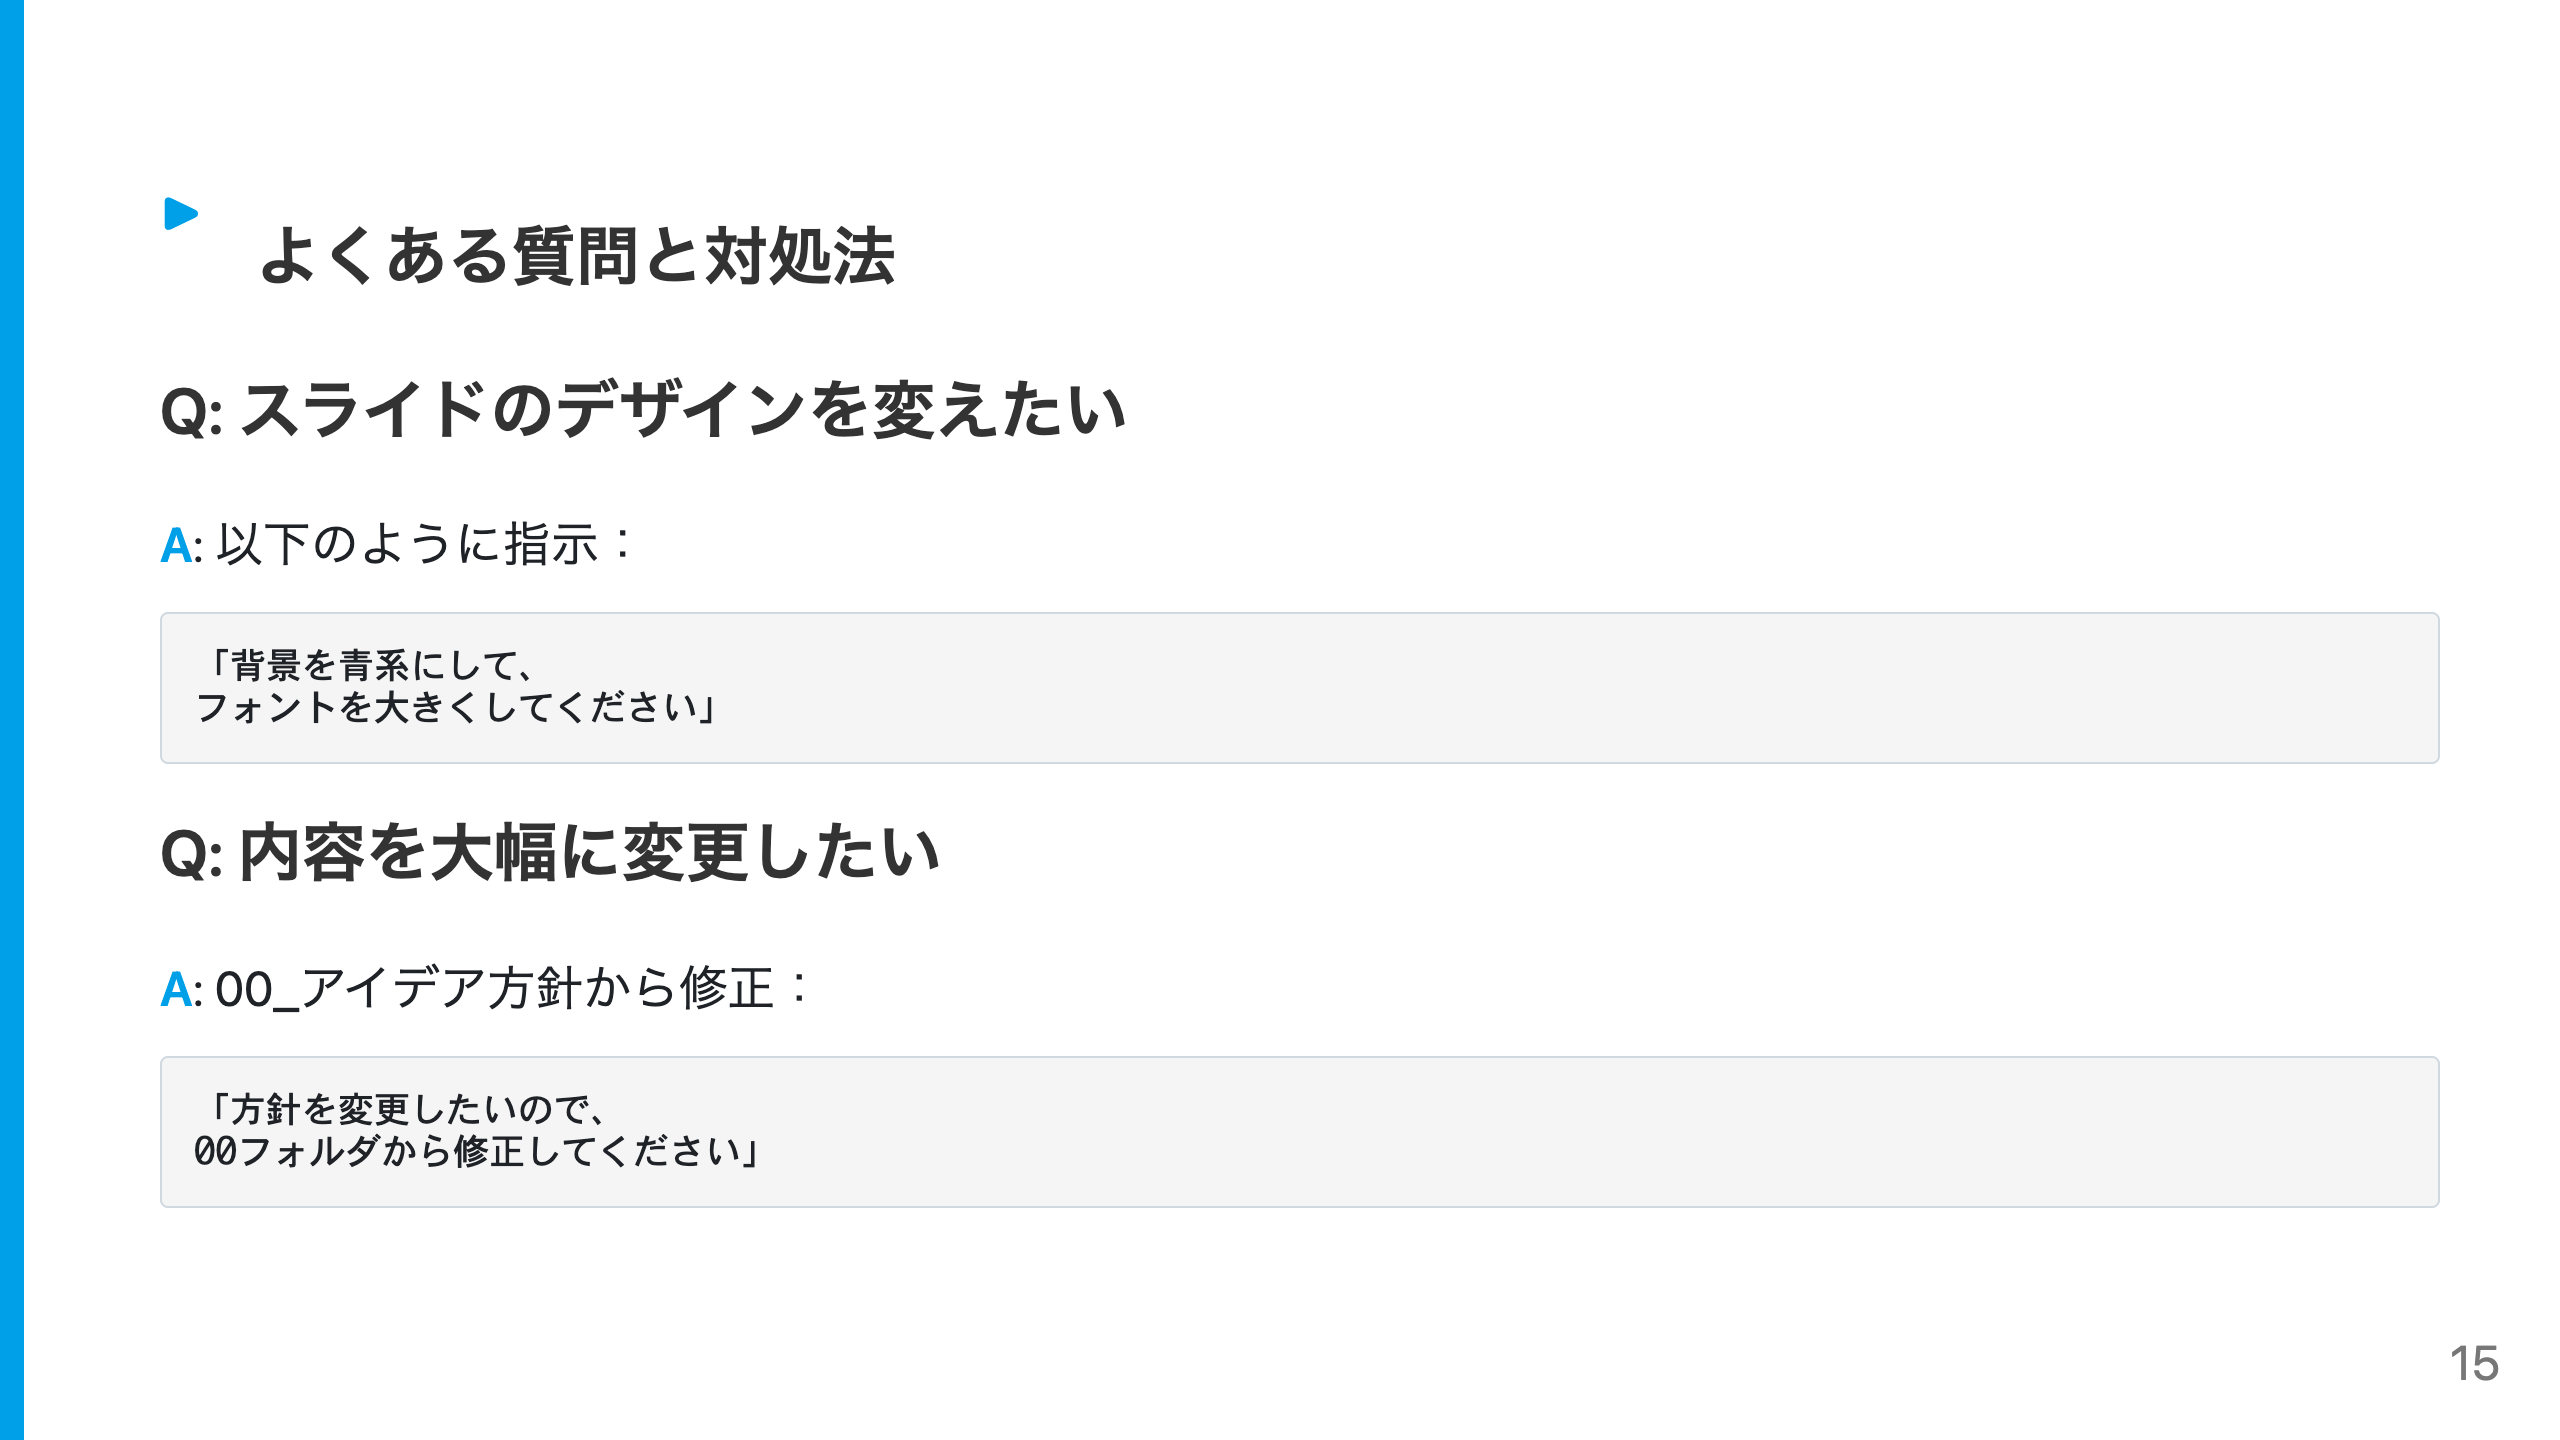 よくある質問と対処法
Q: スライドのデザインを変えたい
A: 以下のように指示：
「背景を青系にして、
フォントを大きくしてください」
Q: 内容を大幅に変更したい
A: 00_アイデア方針から修正：
「方針を変更したいので、
00フォルダから修正してください」
15